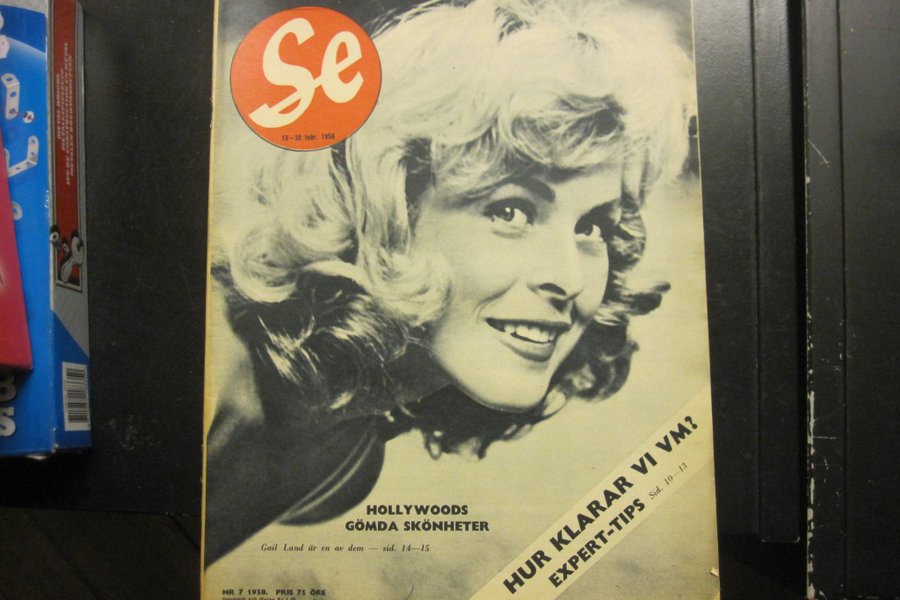 Se
13-20 febr. 1958
HOLLYWOODS
GÖMDA SKÖNHETER
Gail Land är en av dem — sid. 14—15
HUR KLARAR VI VM?
EXPERT-TIPS Sid. 10—13
NR 7 1958. PRIS 75 ÖRE